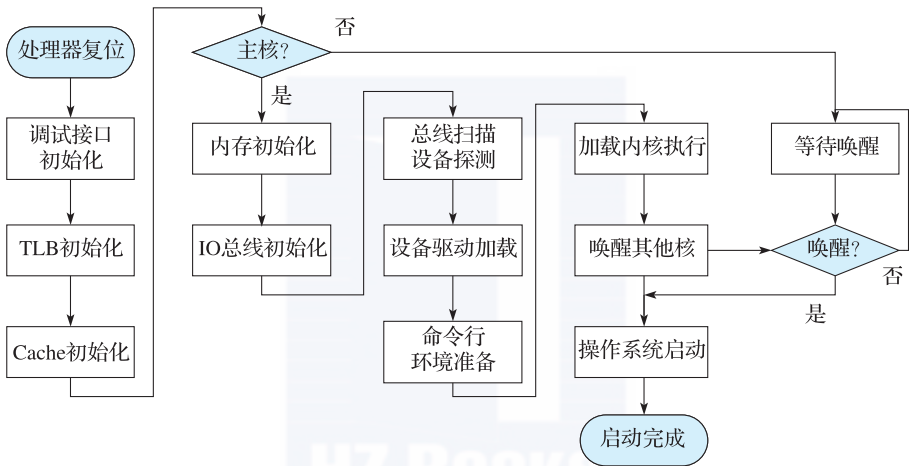 处理器复位
调试接口
初始化
TLB初始化
Cache初始化
主核?
否
是
内存初始化
IO总线初始化
总线扫描
设备探测
设备驱动加载
命令行
环境准备
加载内核执行
唤醒其他核
操作系统启动
启动完成
等待唤醒
唤醒?
否
是
HZ Books